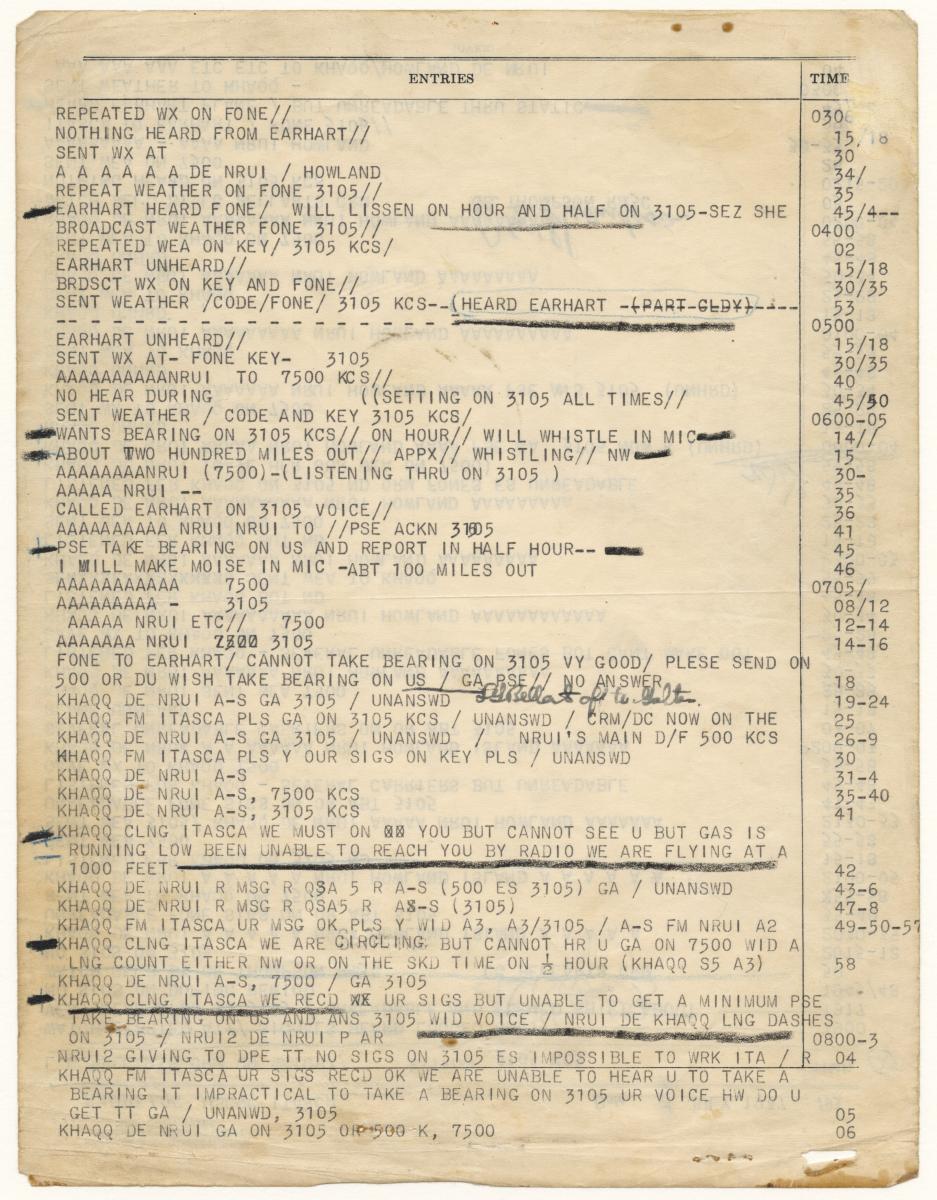 ENTRIES TIME
REPEATED WX ON FONE// 0306
NOTHING HEARD FROM EARHART// 15/18
SENT WX AT 30
A A A A A A DE NRUI / HOWLAND 34/
REPEAT WEATHER ON FONE 3105// 35
EARHART HEARD FONE/ WILL LISSEN ON HOUR AND HALF ON 3105-SEZ SHE 45/4--
BROADCAST WEATHER FONE 3105// 0400
REPEATED WEA ON KEY/ 3105 KCS/ 02
EARHART UNHEARD// 15/18
BRDSCT WX ON KEY AND FONE// 30/35
SENT WEATHER /CODE/FONE/ 3105 KCS--(HEARD EARHART -(PART CLDY)---- 53
0500
EARHART UNHEARD// 15/18
SENT WX AT- FONE KEY- 3105 30/35
AAAAAAAAAANRUI TO 7500 KCS// 40
NO HEAR DURING ((SETTING ON 3105 ALL TIMES// 45/50
SENT WEATHER / CODE AND KEY 3105 KCS/ 0600-05
WANTS BEARING ON 3105 KCS// ON HOUR// WILL WHISTLE IN MIC 14//
ABOUT TWO HUNDRED MILES OUT// APPX// WHISTLING// NW 15
AAAAAAAANRUI (7500)-(LISTENING THRU ON 3105 ) 30-
AAAAA NRUI -- 35
CALLED EARHART ON 3105 VOICE// 36
AAAAAAAAAA NRUI NRUI TO //PSE ACKN 3105 41
PSE TAKE BEARING ON US AND REPORT IN HALF HOUR-- 45
I WILL MAKE MOISE IN MIC -ABT 100 MILES OUT 46
AAAAAAAAAAA 7500 0705/
AAAAAAAAA - 3105 08/12
AAAAA NRUI ETC// 7500 12-14
AAAAAAA NRUI 7500 3105 14-16
FONE TO EARHART/ CANNOT TAKE BEARING ON 3105 VY GOOD/ PLESE SEND ON
500 OR DU WISH TAKE BEARING ON US / GA PSE// NO ANSWER 18
KHAQQ DE NRUI A-S GA 3105 / UNANSWD 19-24
KHAQQ FM ITASCA PLS GA ON 3105 KCS / UNANSWD / CRM/DC NOW ON THE 25
KHAQQ DE NRUI A-S GA 3105 / UNANSWD / NRUI'S MAIN D/F 500 KCS 26-9
KHAQQ FM ITASCA PLS Y OUR SIGS ON KEY PLS / UNANSWD 30
KHAQQ DE NRUI A-S 31-4
KHAQQ DE NRUI A-S, 7500 KCS 35-40
KHAQQ DE NRUI A-S, 3105 KCS 41
KHAQQ CLNG ITASCA WE MUST ON YOU BUT CANNOT SEE U BUT GAS IS
RUNNING LOW BEEN UNABLE TO REACH YOU BY RADIO WE ARE FLYING AT A
1000 FEET 42
KHAQQ DE NRUI R MSG R QSA 5 R A-S (500 ES 3105) GA / UNANSWD 43-6
KHAQQ DE NRUI R MSG R QSA5 R A-S (3105) 47-8
KHAQQ FM ITASCA UR MSG OK PLS Y WID A3, A3/3105 / A-S FM NRUI A2 49-50-57
KHAQQ CLNG ITASCA WE ARE CIRCLING BUT CANNOT HR U GA ON 7500 WID A
LNG COUNT EITHER NW OR ON THE SKD TIME ON ½ HOUR (KHAQQ S5 A3) 58
KHAQQ DE NRUI A-S, 7500 / GA 3105
KHAQQ CLNG ITASCA WE RECD UR SIGS BUT UNABLE TO GET A MINIMUM PSE
TAKE BEARING ON US AND ANS 3105 WID VOICE / NRUI DE KHAQQ LNG DASHES
ON 3105 / NRUI2 DE NRUI P AR 0800-3
NRUI2 GIVING TO DPE TT NO SIGS ON 3105 ES IMPOSSIBLE TO WRK ITA / R 04
KHAQQ FM ITASCA UR SIGS RECD OK WE ARE UNABLE TO HEAR U TO TAKE A
BEARING IT IMPRACTICAL TO TAKE A BEARING ON 3105 UR VOICE HW DO U
GET TT GA / UNANWD, 3105 05
KHAQQ DE NRUI GA ON 3105 OR 500 K, 7500 06